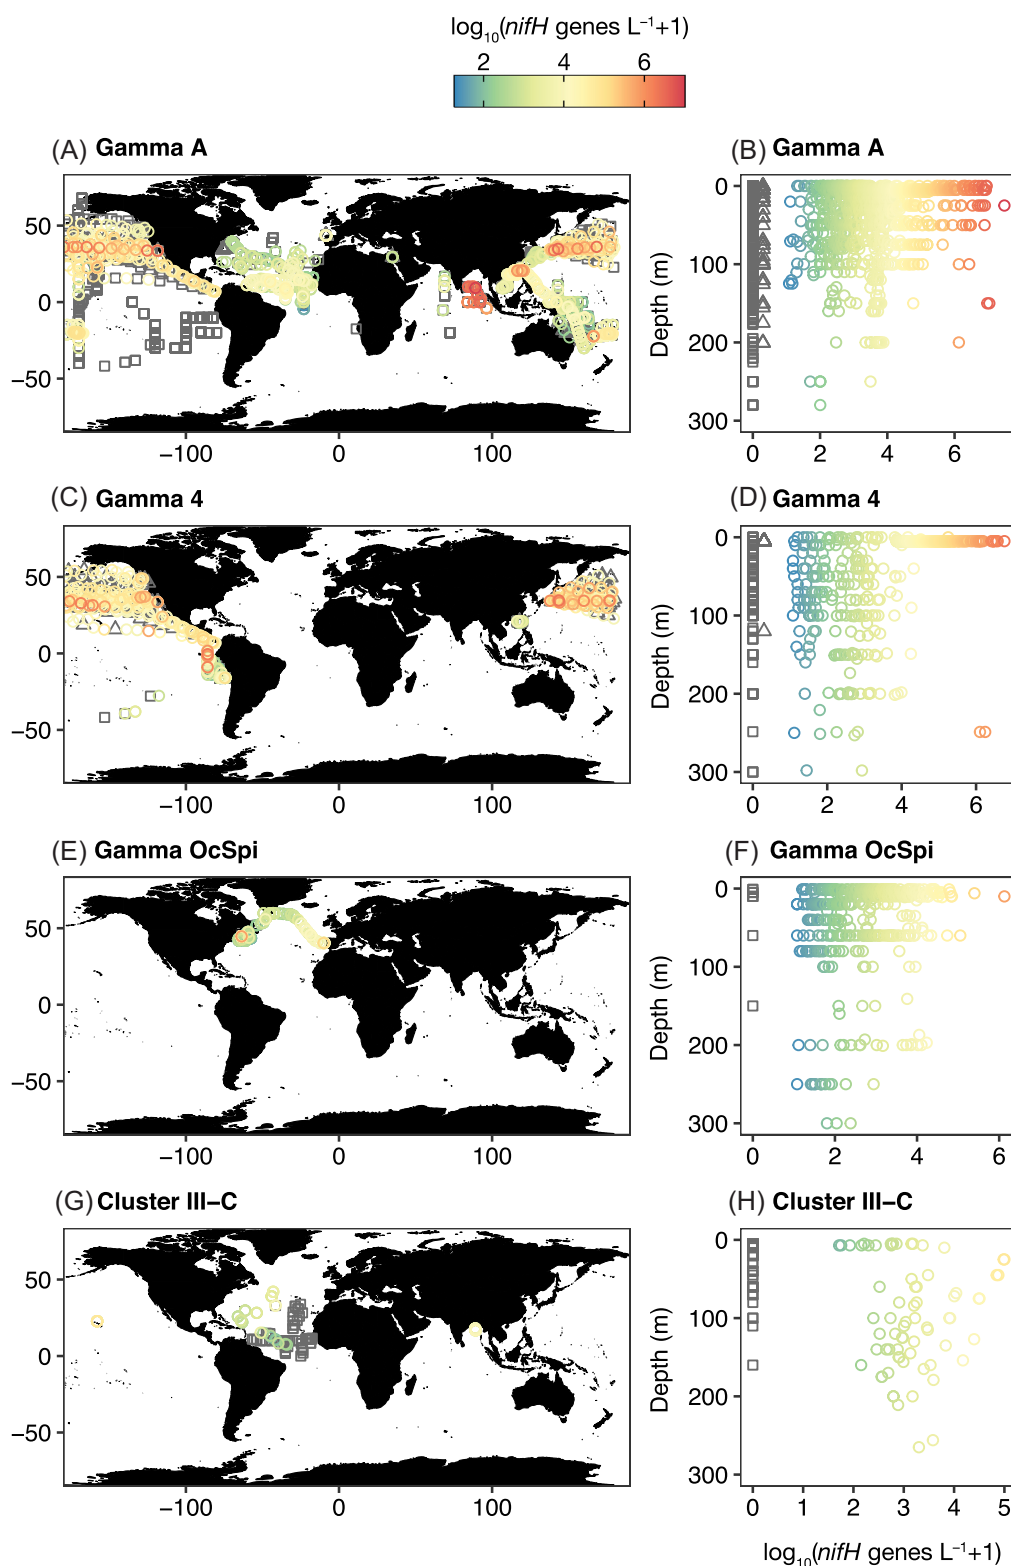 log₁₀(nifH genes L⁻¹+1)
2 4 6
(A) Gamma A
50
0
−50
−100 0 100
(B) Gamma A
0
100
200
300
Depth (m)
0 2 4 6
(C) Gamma 4
50
0
−50
−100 0 100
(D) Gamma 4
0
100
200
300
Depth (m)
0 2 4 6
(E) Gamma OcSpi
50
0
−50
−100 0 100
(F) Gamma OcSpi
0
100
200
300
Depth (m)
0 2 4 6
(G) Cluster III−C
50
0
−50
−100 0 100
(H) Cluster III−C
0
100
200
300
Depth (m)
0 1 2 3 4 5
log₁₀(nifH genes L⁻¹+1)